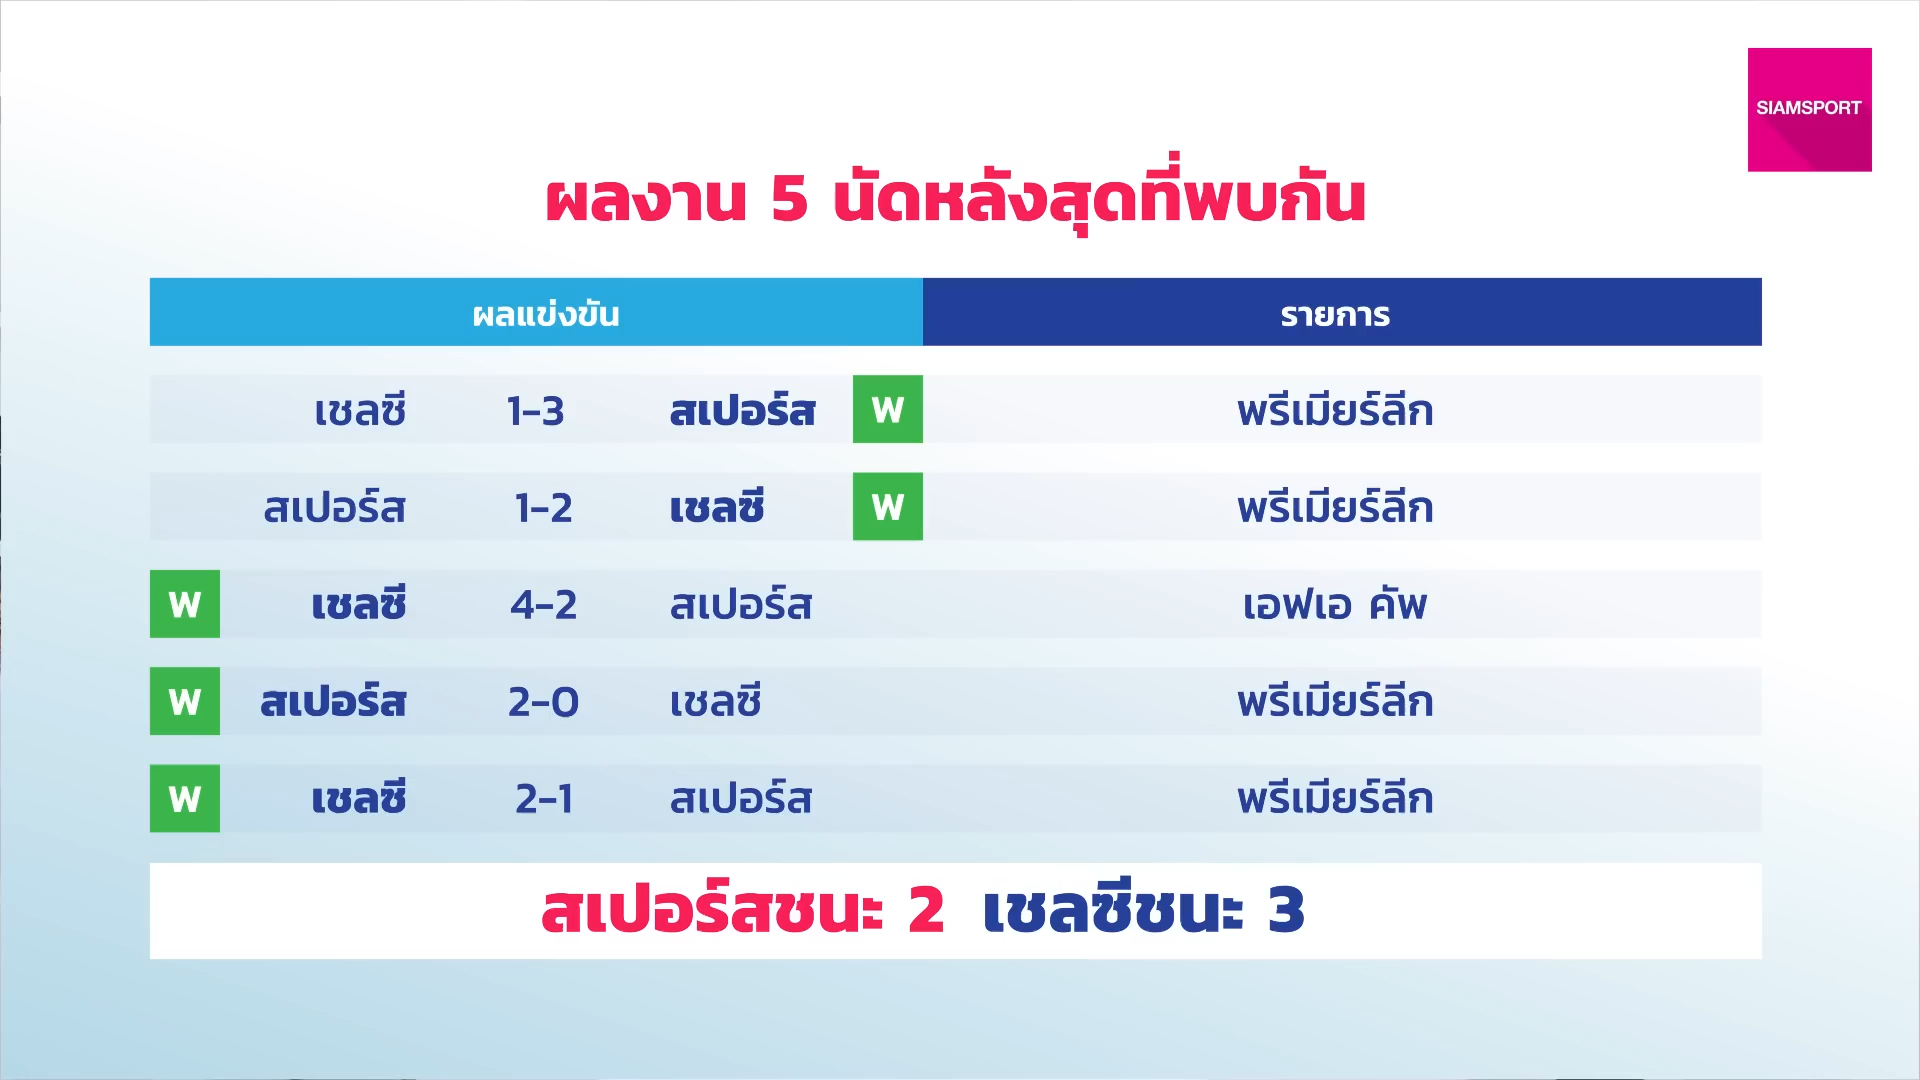 SIAMSPORT
ผลงาน 5 นัดหลังสุดที่พบกัน
ผลแข่งขัน รายการ
เชลซี 1-3 สเปอร์ส W พรีเมียร์ลีก
สเปอร์ส 1-2 เชลซี W พรีเมียร์ลีก
W เชลซี 4-2 สเปอร์ส เอฟเอ คัพ
W สเปอร์ส 2-0 เชลซี พรีเมียร์ลีก
W เชลซี 2-1 สเปอร์ส พรีเมียร์ลีก
สเปอร์สชนะ 2 เชลซีชนะ 3